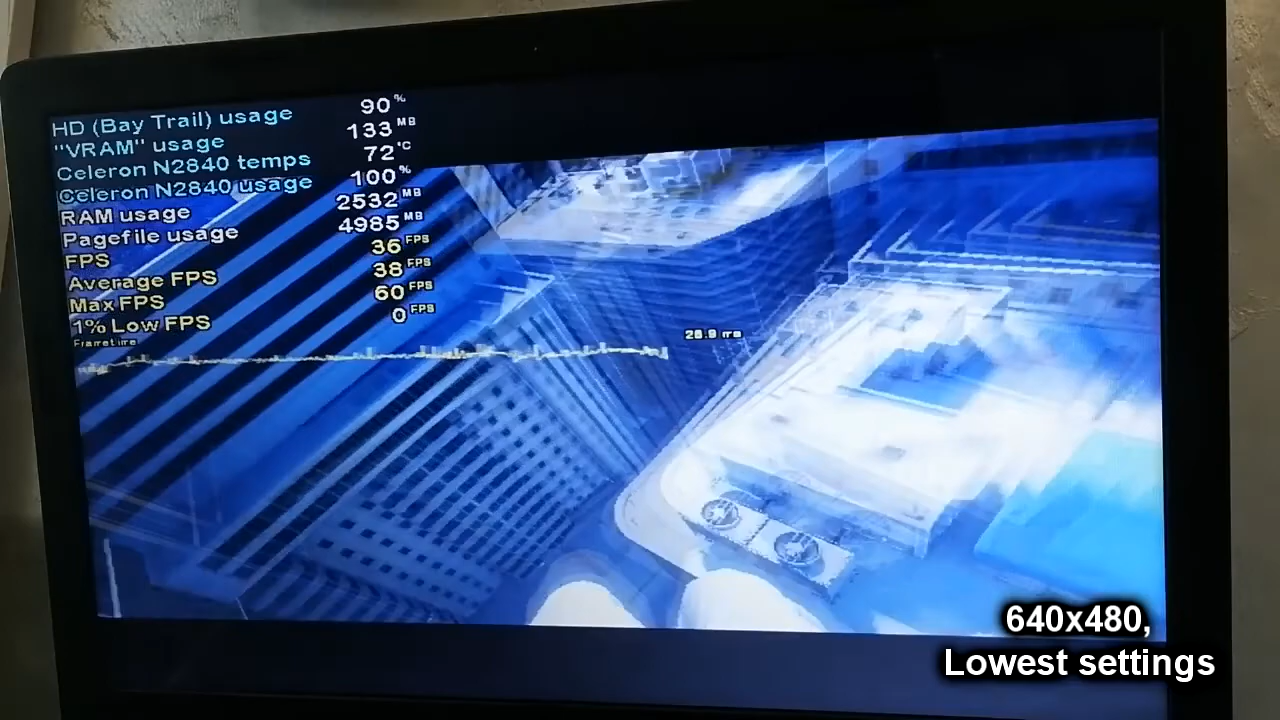 HD (Bay Trail) usage 90 %
"VRAM" usage 133 MB
Celeron N2840 temps 72 °C
Celeron N2840 usage 100 %
RAM usage 2532 MB
Pagefile usage 4985 MB
FPS 36 FPS
Average FPS 38 FPS
Max FPS 60 FPS
1% Low FPS 0 FPS
Frametime
28.9 ms
640x480,
Lowest settings